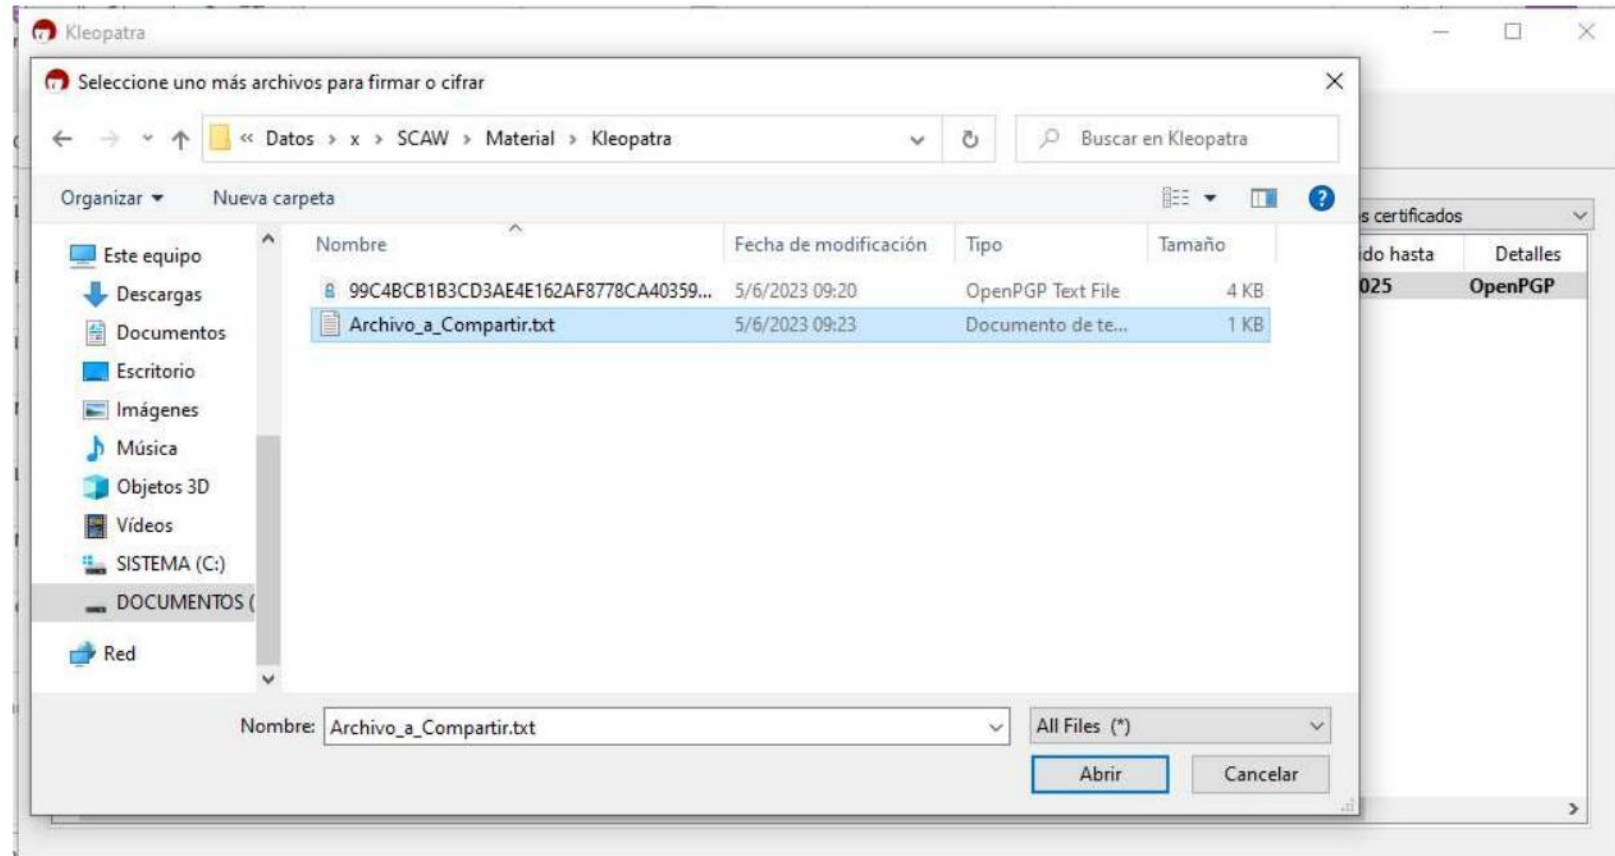 Kleopatra
Seleccione uno más archivos para firmar o cifrar
« Datos > x > SCAW > Material > Kleopatra
Buscar en Kleopatra
Organizar
Nueva carpeta
s certificados
Nombre Fecha de modificación Tipo Tamaño
ido hasta Detalles
99C4BCB1B3CD3AE4E162AF8778CA40359... 5/6/2023 09:20 OpenPGP Text File 4 KB
025 OpenPGP
Archivo_a_Compartir.txt 5/6/2023 09:23 Documento de te... 1 KB
Este equipo
Descargas
Documentos
Escritorio
Imágenes
Música
Objetos 3D
Vídeos
SISTEMA (C:)
DOCUMENTOS (
Red
Nombre: Archivo_a_Compartir.txt All Files (*)
Abrir Cancelar